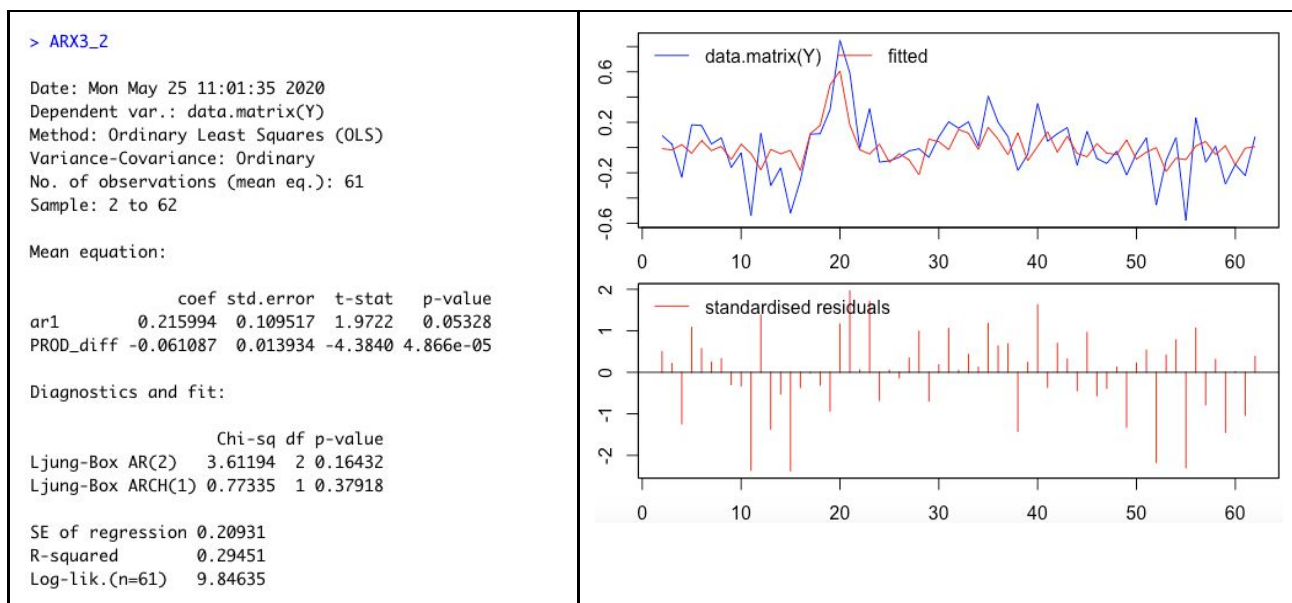 > ARX3_2
Date: Mon May 25 11:01:35 2020
Dependent var.: data.matrix(Y)
Method: Ordinary Least Squares (OLS)
Variance-Covariance: Ordinary
No. of observations (mean eq.): 61
Sample: 2 to 62
Mean equation:
coef std.error t-stat p-value
ar1 0.215994 0.109517 1.9722 0.05328
PROD_diff -0.061087 0.013934 -4.3840 4.866e-05
Diagnostics and fit:
Chi-sq df p-value
Ljung-Box AR(2) 3.61194 2 0.16432
Ljung-Box ARCH(1) 0.77335 1 0.37918
SE of regression 0.20931
R-squared 0.29451
Log-lik.(n=61) 9.84635
data.matrix(Y) fitted
0.6
0.2
-0.2
-0.6
0 10 20 30 40 50 60
standardised residuals
2
1
0
-1
-2
0 10 20 30 40 50 60